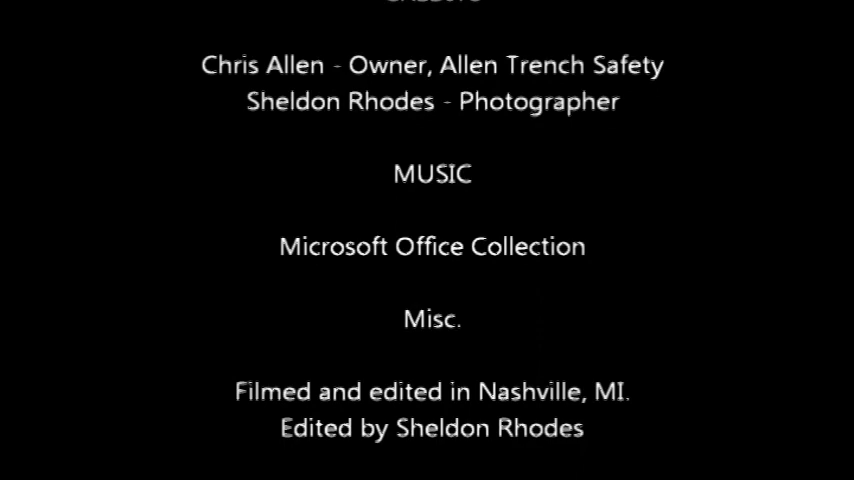 Chris Allen - Owner, Allen Trench Safety
Sheldon Rhodes - Photographer
MUSIC
Microsoft Office Collection
Misc.
Filmed and edited in Nashville, MI.
Edited by Sheldon Rhodes